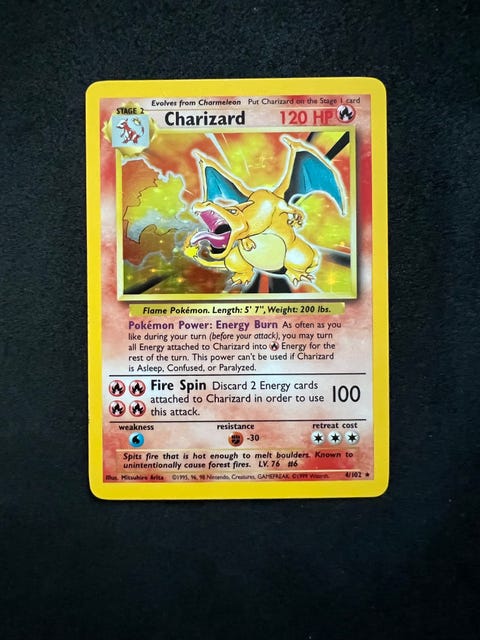 Evolves from Charmeleon Put Charizard on the Stage 1 card
STAGE 2
Charizard 120 HP
Flame Pokémon. Length: 5' 7", Weight: 200 lbs.
Pokémon Power: Energy Burn As often as you
like during your turn (before your attack), you may turn
all Energy attached to Charizard into Energy for the
rest of the turn. This power can't be used if Charizard
is Asleep, Confused, or Paralyzed.
Fire Spin Discard 2 Energy cards
attached to Charizard in order to use
this attack.
100
weakness resistance retreat cost
-30
Spits fire that is hot enough to melt boulders. Known to
unintentionally cause forest fires. LV. 76 #6
Illus. Mitsuhiro Arita ©1995, 96, 98 Nintendo, Creatures, GAMEFREAK. ©1999 Wizards. 4/102 ★